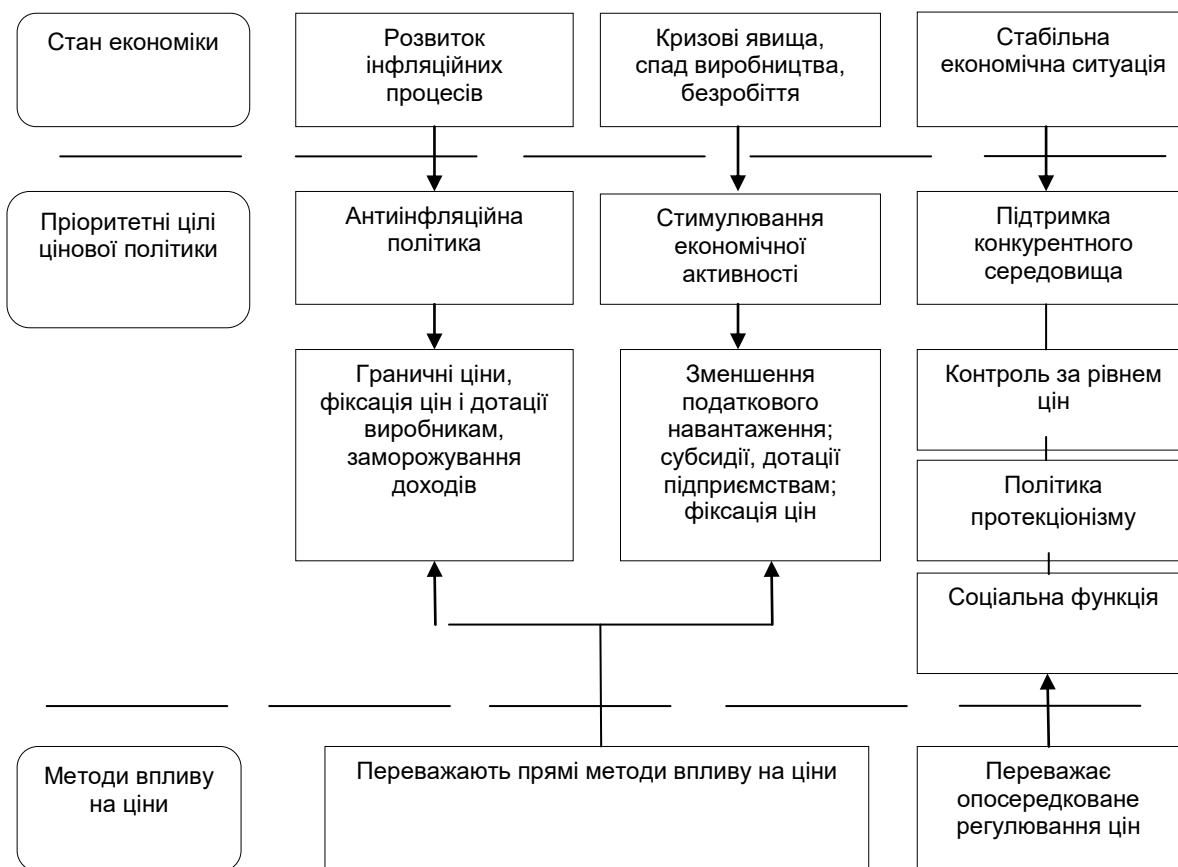 Стан економіки
Розвиток
інфляційних
процесів
Кризові явища,
спад виробництва,
безробіття
Стабільна
економічна ситуація
Пріоритетні цілі
цінової політики
Антиінфляційна
політика
Стимулювання
економічної
активності
Підтримка
конкурентного
середовища
Граничні ціни,
фіксація цін і дотації
виробникам,
заморожування
доходів
Зменшення
податкового
навантаження;
субсидії, дотації
підприємствам;
фіксація цін
Контроль за рівнем
цін
Політика
протекціонізму
Соціальна функція
Методи впливу
на ціни
Переважають прямі методи впливу на ціни
Переважає
опосередковане
регулювання цін